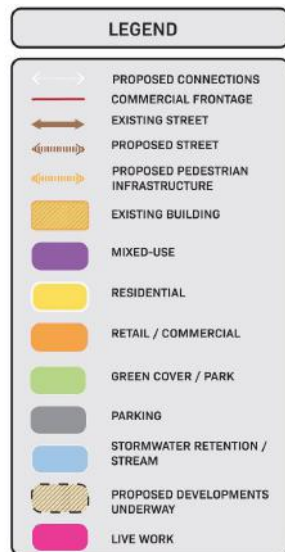 LEGEND
PROPOSED CONNECTIONS
COMMERCIAL FRONTAGE
EXISTING STREET
PROPOSED STREET
PROPOSED PEDESTRIAN
INFRASTRUCTURE
EXISTING BUILDING
MIXED-USE
RESIDENTIAL
RETAIL / COMMERCIAL
GREEN COVER / PARK
PARKING
STORMWATER RETENTION /
STREAM
PROPOSED DEVELOPMENTS
UNDERWAY
LIVE WORK